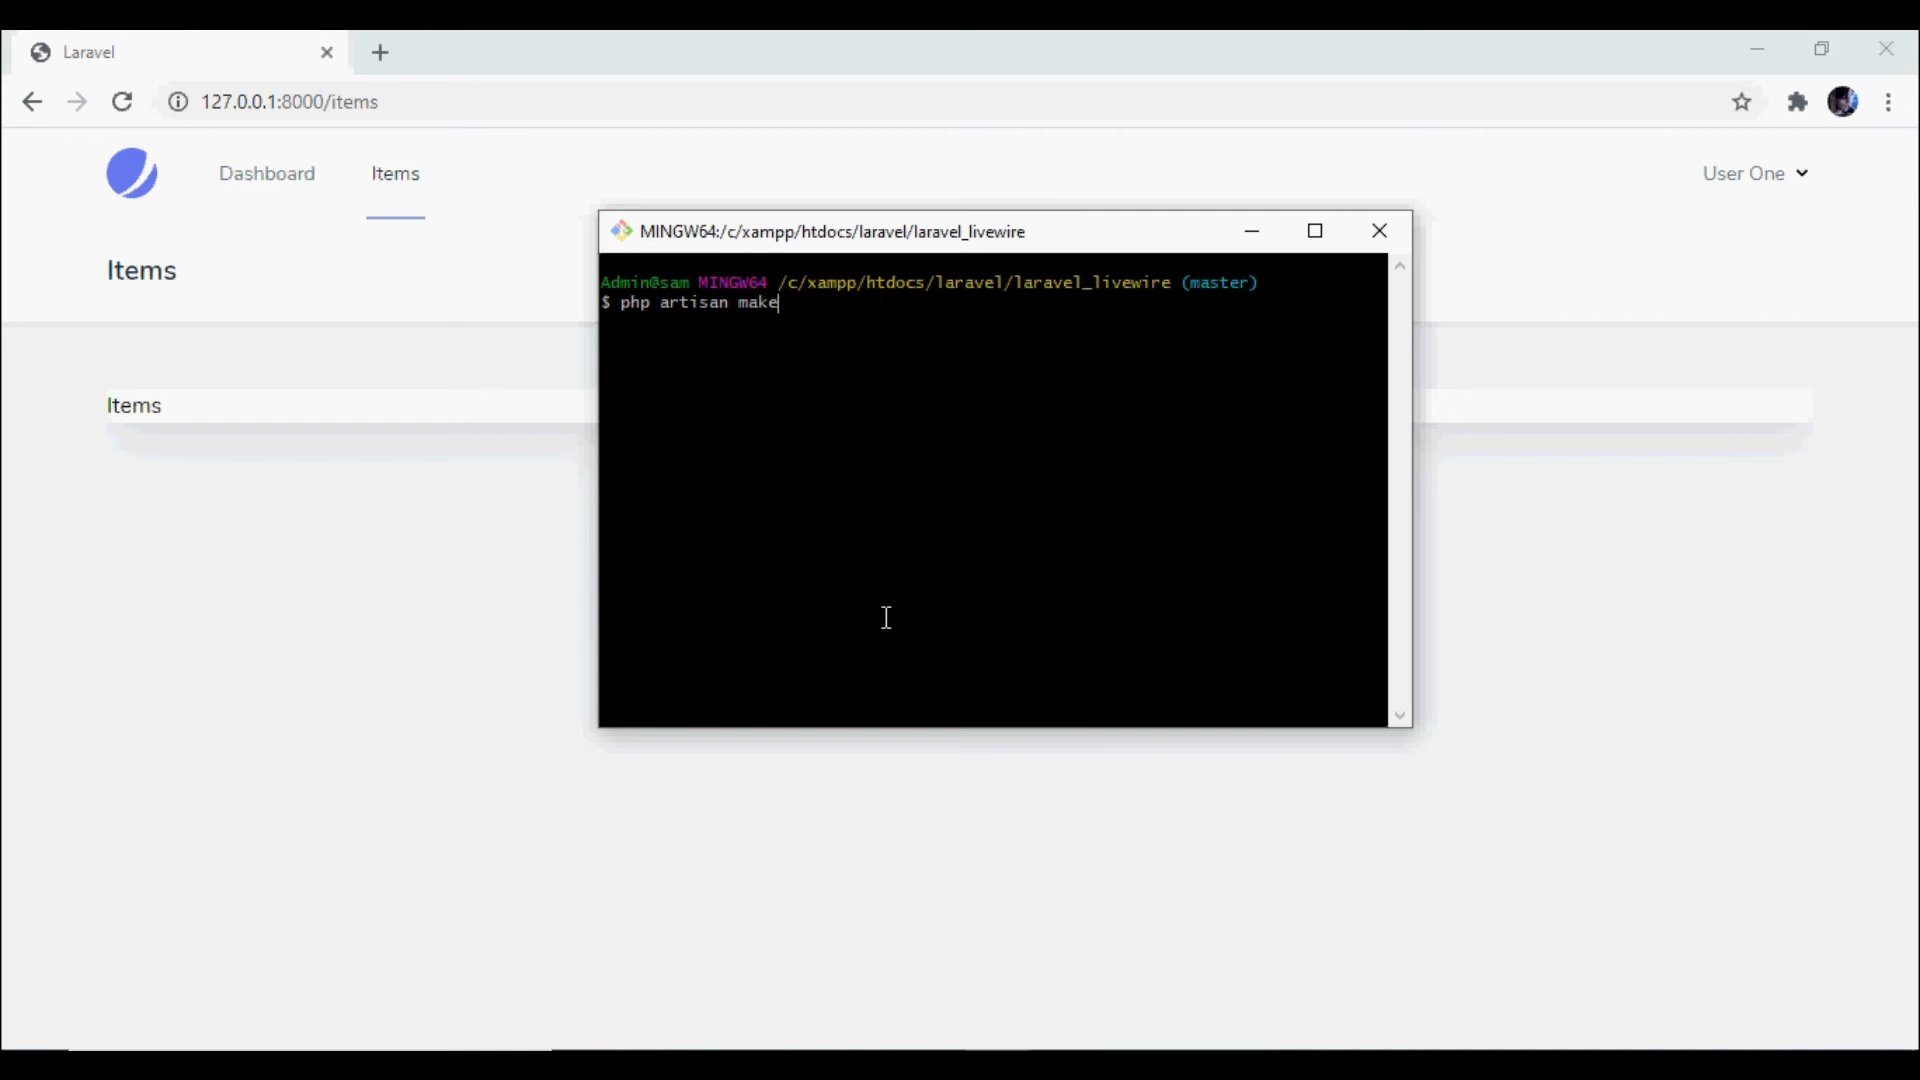 Laravel
127.0.0.1:8000/items
Dashboard
Items
User One
Items
Items
MINGW64:/c/xampp/htdocs/laravel/laravel_livewire
Admin@sam MINGW64 /c/xampp/htdocs/laravel/laravel_livewire (master)
$ php artisan make